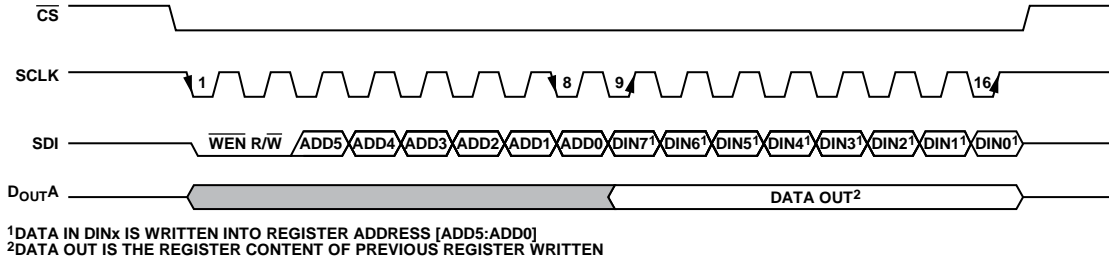 CS
SCLK 1 8 9 16
SDI WEN R/W ADD5 ADD4 ADD3 ADD2 ADD1 ADD0 DIN7¹ DIN6¹ DIN5¹ DIN4¹ DIN3¹ DIN2¹ DIN1¹ DIN0¹
DOUTA DATA OUT²
¹DATA IN DINx IS WRITTEN INTO REGISTER ADDRESS [ADD5:ADD0]
²DATA OUT IS THE REGISTER CONTENT OF PREVIOUS REGISTER WRITTEN